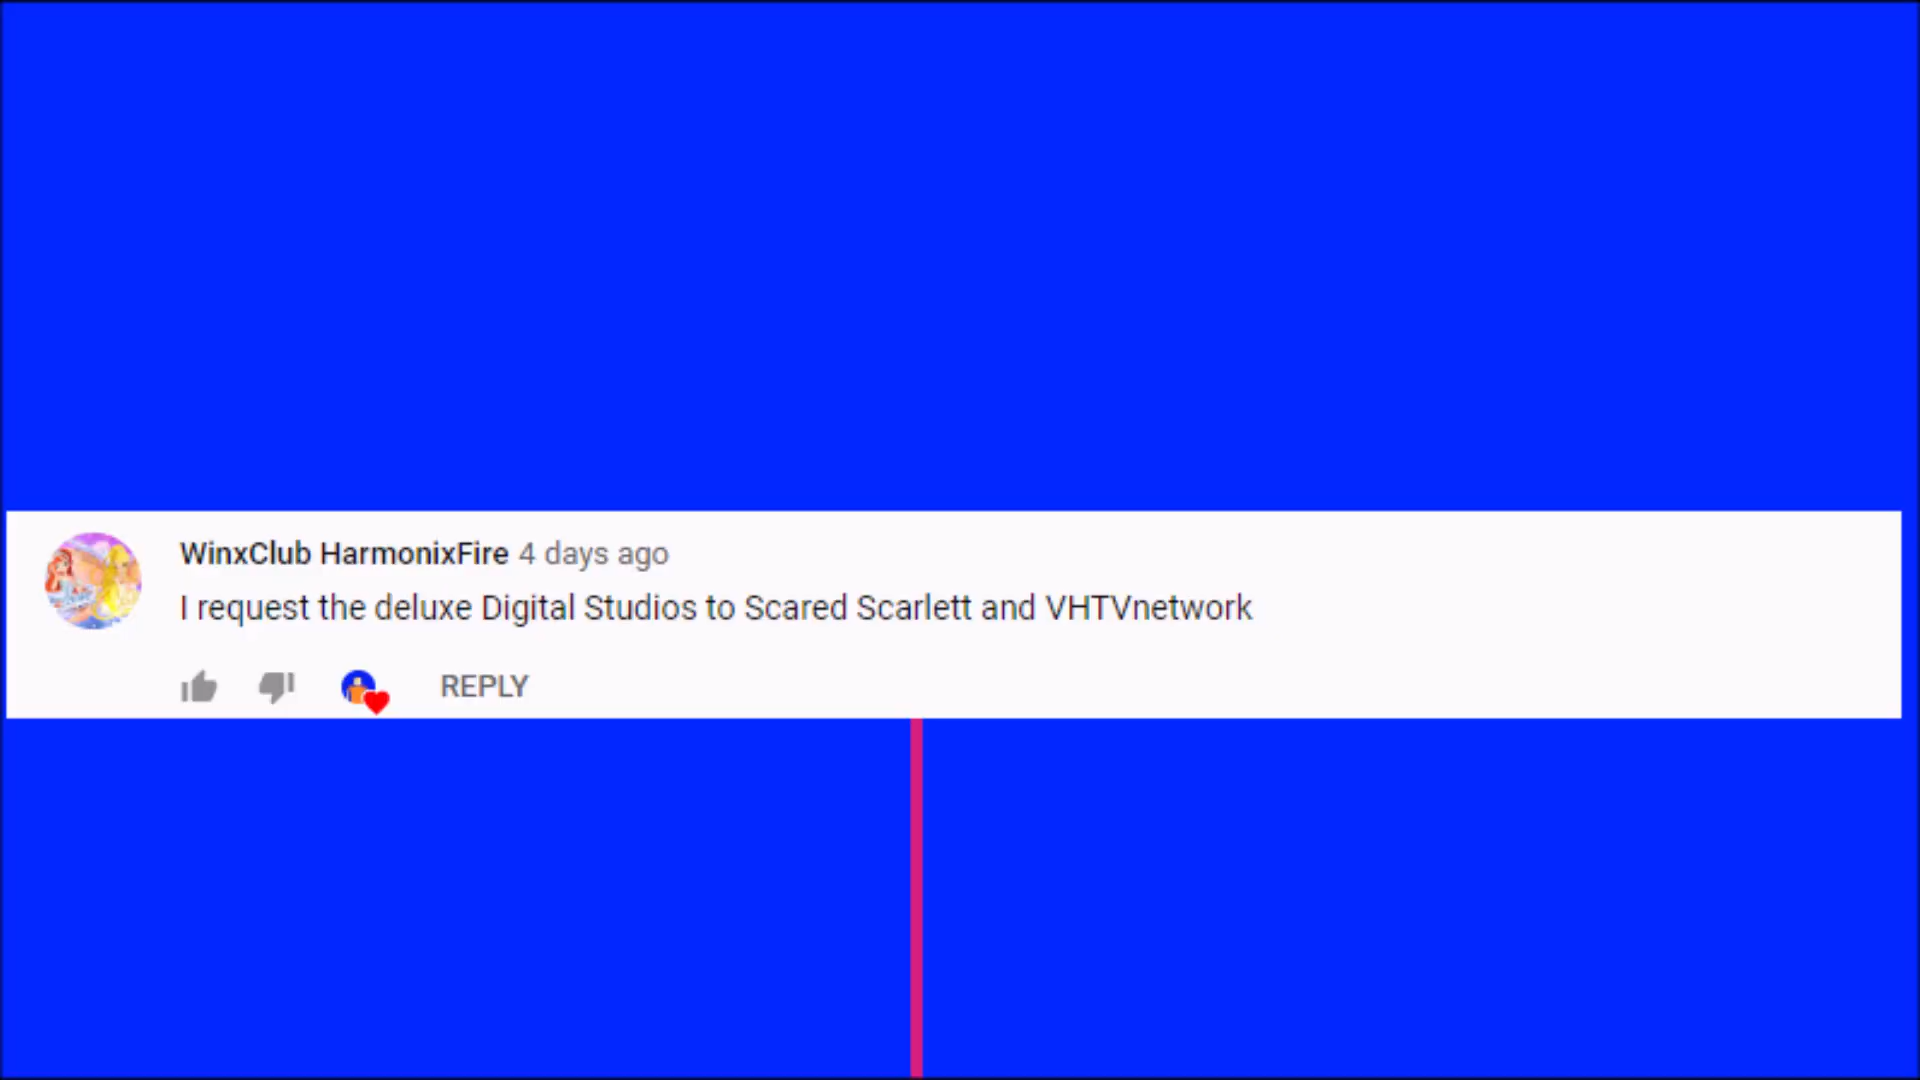 WinxClub HarmonixFire 4 days ago
I request the deluxe Digital Studios to Scared Scarlett and VHTVnetwork
REPLY